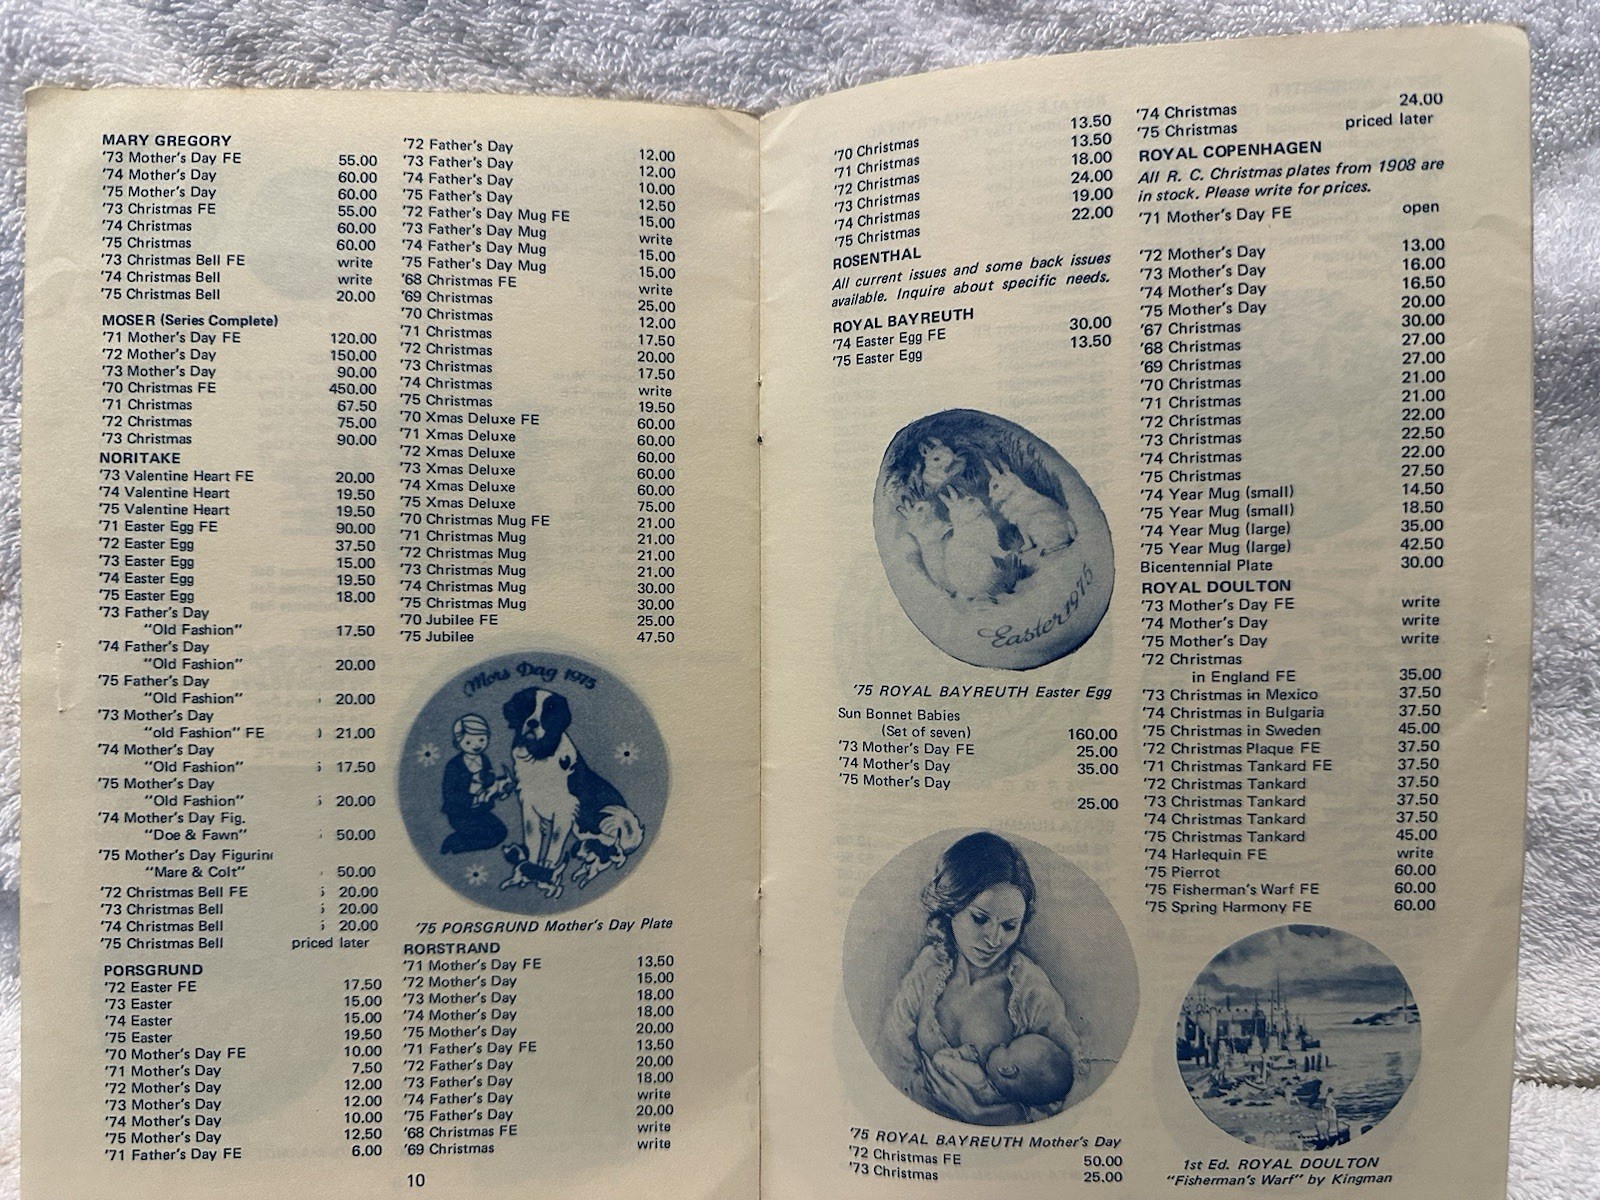 MARY GREGORY
'73 Mother's Day FE 55.00
'74 Mother's Day 60.00
'75 Mother's Day 60.00
'73 Christmas FE 55.00
'74 Christmas 60.00
'75 Christmas 60.00
'73 Christmas Bell FE write
'74 Christmas Bell write
'75 Christmas Bell 20.00
MOSER (Series Complete)
'71 Mother's Day FE 120.00
'72 Mother's Day 150.00
'73 Mother's Day 90.00
'70 Christmas FE 450.00
'71 Christmas 67.50
'72 Christmas 75.00
'73 Christmas 90.00
NORITAKE
'73 Valentine Heart FE 20.00
'74 Valentine Heart 19.50
'75 Valentine Heart 19.50
'71 Easter Egg FE 90.00
'72 Easter Egg 37.50
'73 Easter Egg 15.00
'74 Easter Egg 19.50
'75 Easter Egg 18.00
'73 Father's Day
"Old Fashion" 17.50
'74 Father's Day
"Old Fashion" 20.00
'75 Father's Day
"Old Fashion" 20.00
'73 Mother's Day
"old Fashion" FE 21.00
'74 Mother's Day
"Old Fashion" 17.50
'75 Mother's Day
"Old Fashion" 20.00
'74 Mother's Day Fig.
"Doe & Fawn" 50.00
'75 Mother's Day Figurin
"Mare & Colt" 50.00
'72 Christmas Bell FE 20.00
'73 Christmas Bell 20.00
'74 Christmas Bell 20.00
'75 Christmas Bell priced later
PORSGRUND
'72 Easter FE 17.50
'73 Easter 15.00
'74 Easter 15.00
'75 Easter 19.50
'70 Mother's Day FE 10.00
'71 Mother's Day 7.50
'72 Mother's Day 12.00
'73 Mother's Day 12.00
'74 Mother's Day 10.00
'75 Mother's Day 12.50
'71 Father's Day FE 6.00
'72 Father's Day 12.00
'73 Father's Day 12.00
'74 Father's Day 10.00
'75 Father's Day 12.50
'72 Father's Day Mug FE 15.00
'73 Father's Day Mug write
'74 Father's Day Mug 15.00
'75 Father's Day Mug 15.00
'68 Christmas FE write
'69 Christmas 25.00
'70 Christmas 12.00
'71 Christmas 17.50
'72 Christmas 20.00
'73 Christmas 17.50
'74 Christmas write
'75 Christmas 19.50
'70 Xmas Deluxe FE 60.00
'71 Xmas Deluxe 60.00
'72 Xmas Deluxe 60.00
'73 Xmas Deluxe 60.00
'74 Xmas Deluxe 60.00
'75 Xmas Deluxe 75.00
'70 Christmas Mug FE 21.00
'71 Christmas Mug 21.00
'72 Christmas Mug 21.00
'73 Christmas Mug 21.00
'74 Christmas Mug 30.00
'75 Christmas Mug 30.00
'70 Jubilee FE 25.00
'75 Jubilee 47.50
Mors Dag 1975
'75 PORSGRUND Mother's Day Plate
RORSTRAND
'71 Mother's Day FE 13.50
'72 Mother's Day 15.00
'73 Mother's Day 18.00
'74 Mother's Day 18.00
'75 Mother's Day 20.00
'71 Father's Day FE 13.50
'72 Father's Day 20.00
'73 Father's Day 18.00
'74 Father's Day write
'75 Father's Day 20.00
'68 Christmas FE write
'69 Christmas write
10
'70 Christmas 13.50
'71 Christmas 13.50
'72 Christmas 18.00
'73 Christmas 24.00
'74 Christmas 19.00
'75 Christmas 22.00
ROSENTHAL
All current issues and some back issues
available. Inquire about specific needs.
ROYAL BAYREUTH
'74 Easter Egg FE 30.00
'75 Easter Egg 13.50
Easter 1975
'75 ROYAL BAYREUTH Easter Egg
Sun Bonnet Babies
(Set of seven) 160.00
'73 Mother's Day FE 25.00
'74 Mother's Day 35.00
'75 Mother's Day
25.00
'75 ROYAL BAYREUTH Mother's Day
'72 Christmas FE 50.00
'73 Christmas 25.00
'74 Christmas 24.00
'75 Christmas priced later
ROYAL COPENHAGEN
All R. C. Christmas plates from 1908 are
in stock. Please write for prices.
'71 Mother's Day FE open
'72 Mother's Day 13.00
'73 Mother's Day 16.00
'74 Mother's Day 16.50
'75 Mother's Day 20.00
'67 Christmas 30.00
'68 Christmas 27.00
'69 Christmas 27.00
'70 Christmas 21.00
'71 Christmas 21.00
'72 Christmas 22.00
'73 Christmas 22.50
'74 Christmas 22.00
'75 Christmas 27.50
'74 Year Mug (small) 14.50
'75 Year Mug (small) 18.50
'74 Year Mug (large) 35.00
'75 Year Mug (large) 42.50
Bicentennial Plate 30.00
ROYAL DOULTON
'73 Mother's Day FE write
'74 Mother's Day write
'75 Mother's Day write
'72 Christmas
in England FE 35.00
'73 Christmas in Mexico 37.50
'74 Christmas in Bulgaria 37.50
'75 Christmas in Sweden 45.00
'72 Christmas Plaque FE 37.50
'71 Christmas Tankard FE 37.50
'72 Christmas Tankard 37.50
'73 Christmas Tankard 37.50
'74 Christmas Tankard 37.50
'75 Christmas Tankard 45.00
'74 Harlequin FE write
'75 Pierrot 60.00
'75 Fisherman's Warf FE 60.00
'75 Spring Harmony FE 60.00
1st Ed. ROYAL DOULTON
"Fisherman's Warf" by Kingman